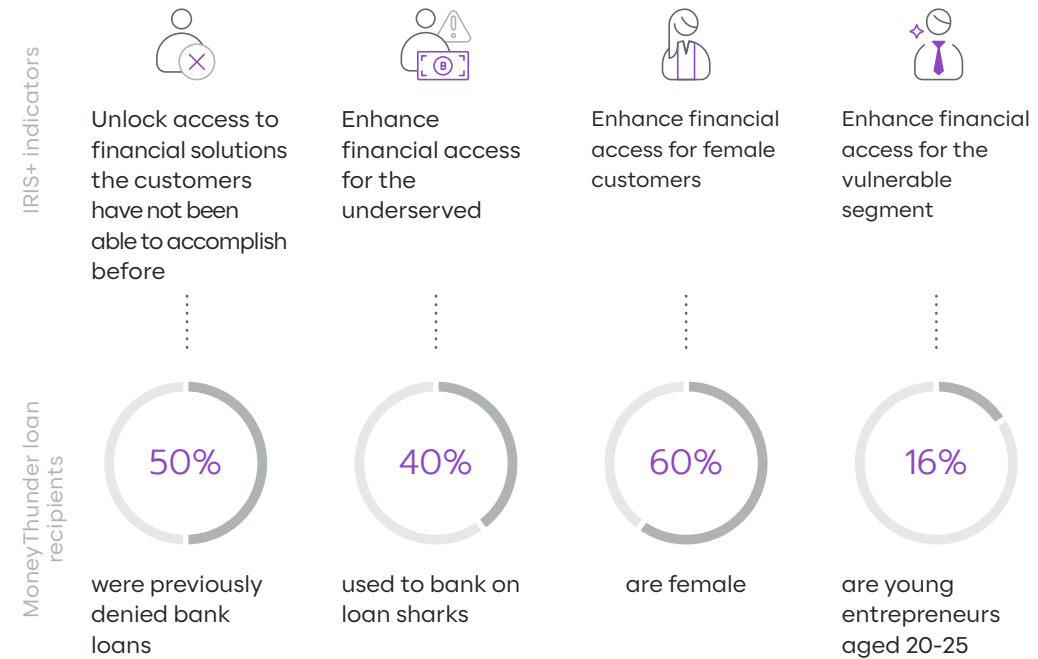 IRIS+ indicators
Unlock access to
financial solutions
the customers
have not been
able to accomplish
before
Enhance
financial access
for the
underserved
Enhance financial
access for female
customers
Enhance financial
access for the
vulnerable
segment
MoneyThunder loan
recipients
50%
were previously
denied bank
loans
40%
used to bank on
loan sharks
60%
are female
16%
are young
entrepreneurs
aged 20-25